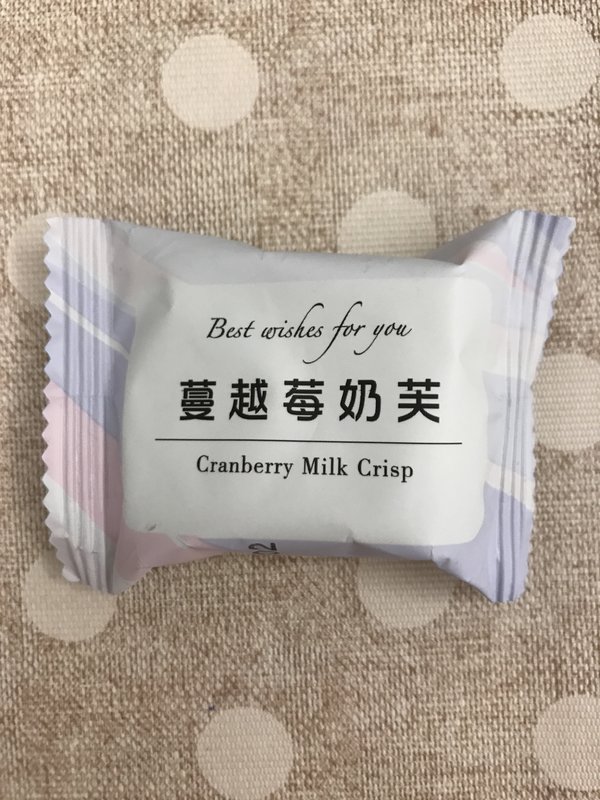 Best wishes for you
蔓越莓奶芙
Cranberry Milk Crisp